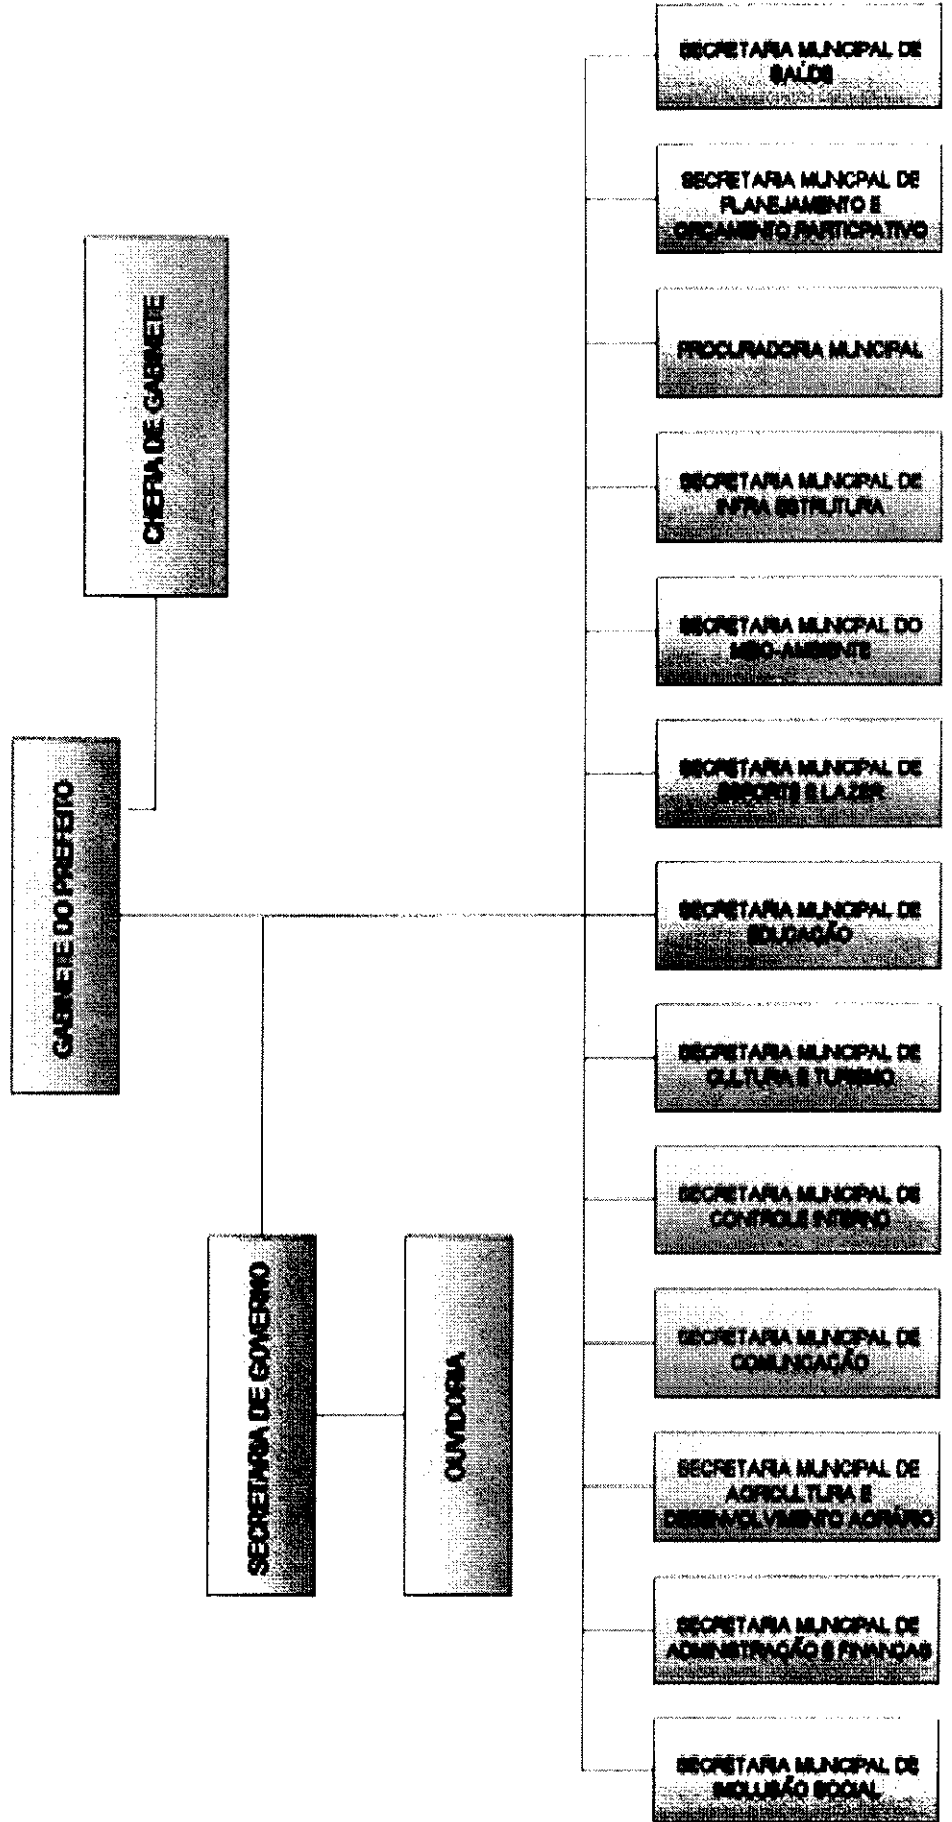 GABINETE DO PREFEITO
CHEFIA DE GABINETE
SECRETARIA DE GOVERNO
OUVIDORIA
SECRETARIA MUNICIPAL DE
SAÚDE
SECRETARIA MUNICIPAL DE
PLANEJAMENTO E
ORÇAMENTO PARTICIPATIVO
PROCURADORIA MUNICIPAL
SECRETARIA MUNICIPAL DE
INFRA ESTRUTURA
SECRETARIA MUNICIPAL DO
MEIO-AMBIENTE
SECRETARIA MUNICIPAL DE
ESPORTE E LAZER
SECRETARIA MUNICIPAL DE
EDUCAÇÃO
SECRETARIA MUNICIPAL DE
CULTURA E TURISMO
SECRETARIA MUNICIPAL DE
CONTROLE INTERNO
SECRETARIA MUNICIPAL DE
COMUNICAÇÃO
SECRETARIA MUNICIPAL DE
AGRICULTURA E
DESENVOLVIMENTO AGRÁRIO
SECRETARIA MUNICIPAL DE
ADMINISTRAÇÃO E FINANÇAS
SECRETARIA MUNICIPAL DE
INCLUSÃO SOCIAL